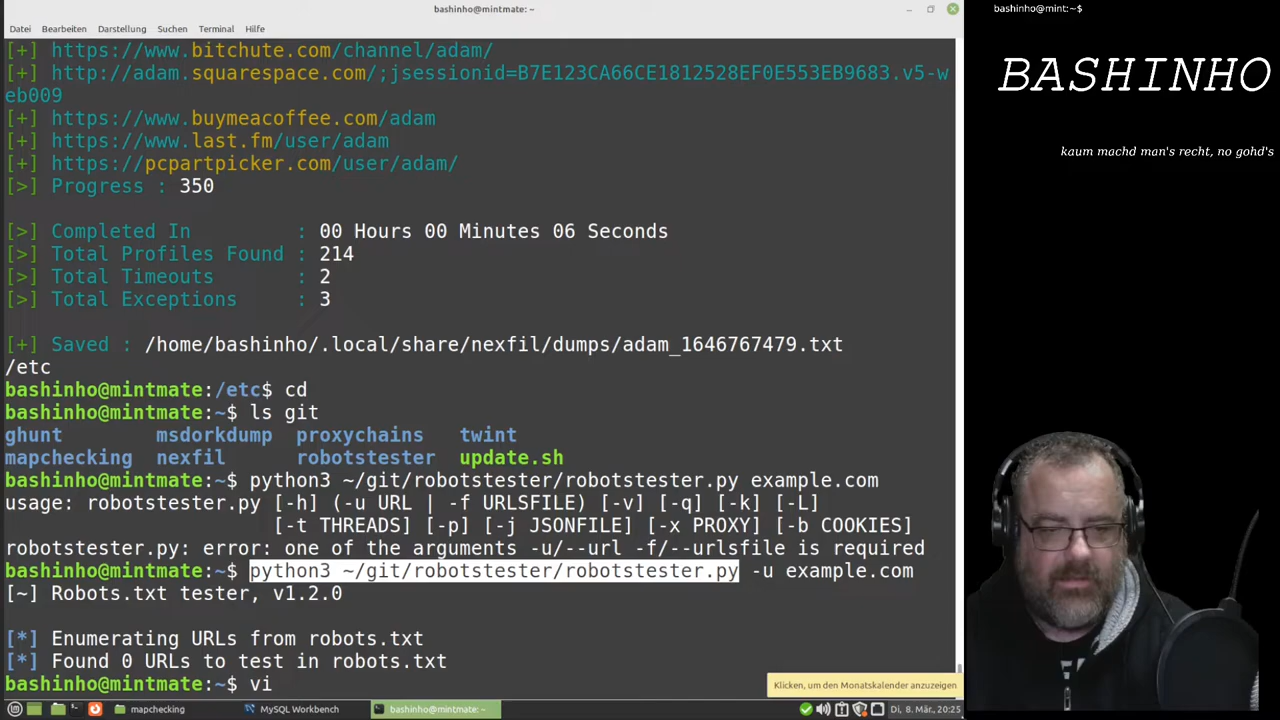 bashinho@mintmate: ~
bashinho@mint:~$
Datei Bearbeiten Darstellung Suchen Terminal Hilfe
BASHINHO
kaum machd man's recht, no gohd's
[+] https://www.bitchute.com/channel/adam/
[+] http://adam.squarespace.com/;jsessionid=B7E123CA66CE1812528EF0E553EB9683.v5-w
eb009
[+] https://www.buymeacoffee.com/adam
[+] https://www.last.fm/user/adam
[+] https://pcpartpicker.com/user/adam/
[>] Progress : 350
[>] Completed In : 00 Hours 00 Minutes 06 Seconds
[>] Total Profiles Found : 214
[>] Total Timeouts : 2
[>] Total Exceptions : 3
[+] Saved : /home/bashinho/.local/share/nexfil/dumps/adam_1646767479.txt
/etc
bashinho@mintmate:/etc$ cd
bashinho@mintmate:~$ ls git
ghunt msdorkdump proxychains twint
mapchecking nexfil robotstester update.sh
bashinho@mintmate:~$ python3 ~/git/robotstester/robotstester.py example.com
usage: robotstester.py [-h] (-u URL | -f URLSFILE) [-v] [-q] [-k] [-L]
[-t THREADS] [-p] [-j JSONFILE] [-x PROXY] [-b COOKIES]
robotstester.py: error: one of the arguments -u/--url -f/--urlsfile is required
bashinho@mintmate:~$ python3 ~/git/robotstester/robotstester.py -u example.com
[~] Robots.txt tester, v1.2.0
[*] Enumerating URLs from robots.txt
[*] Found 0 URLs to test in robots.txt
bashinho@mintmate:~$ vi
Klicken, um den Monatskalender anzuzeigen
mapchecking
MySQL Workbench
bashinho@mintmate: ~
Di, 8. Mär., 20:25